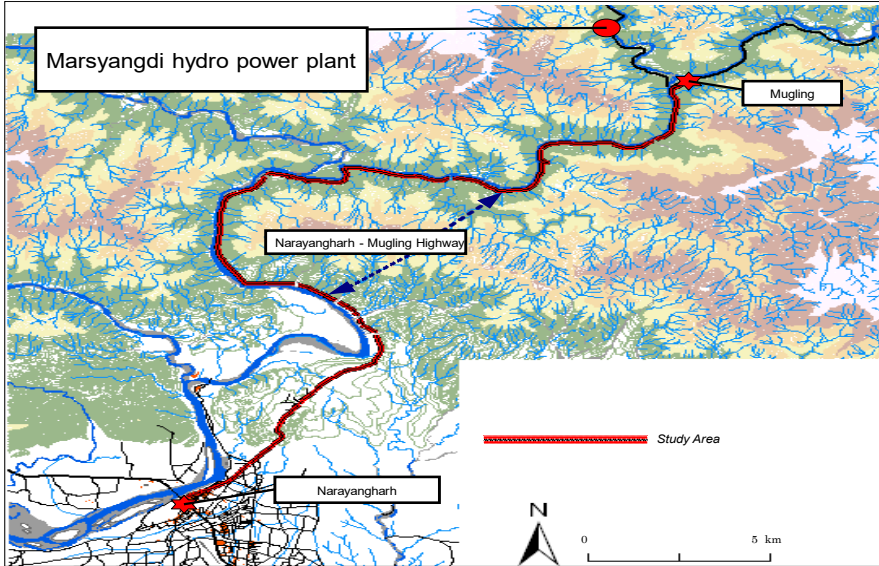 Marsyangdi hydro power plant
Mugling
Narayangharh - Mugling Highway
Study Area
Narayangharh
N
0 5 km